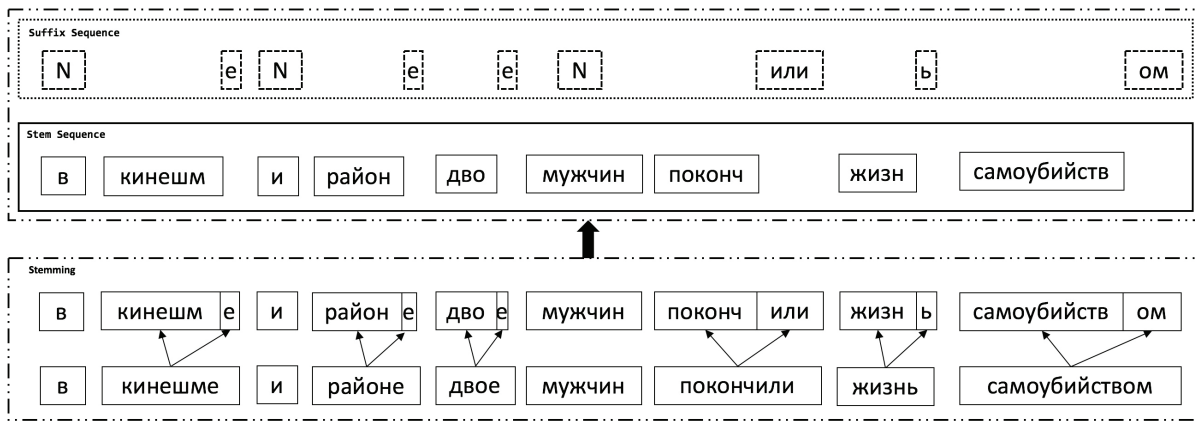 Suffix Sequence
N е N е е N или ь ом
Stem Sequence
в кинешм и район дво мужчин поконч жизн самоубийств
Stemming
в кинешм е и район е дво е мужчин поконч или жизн ь самоубийств ом
в кинешме и районе двое мужчин покончили жизнь самоубийством